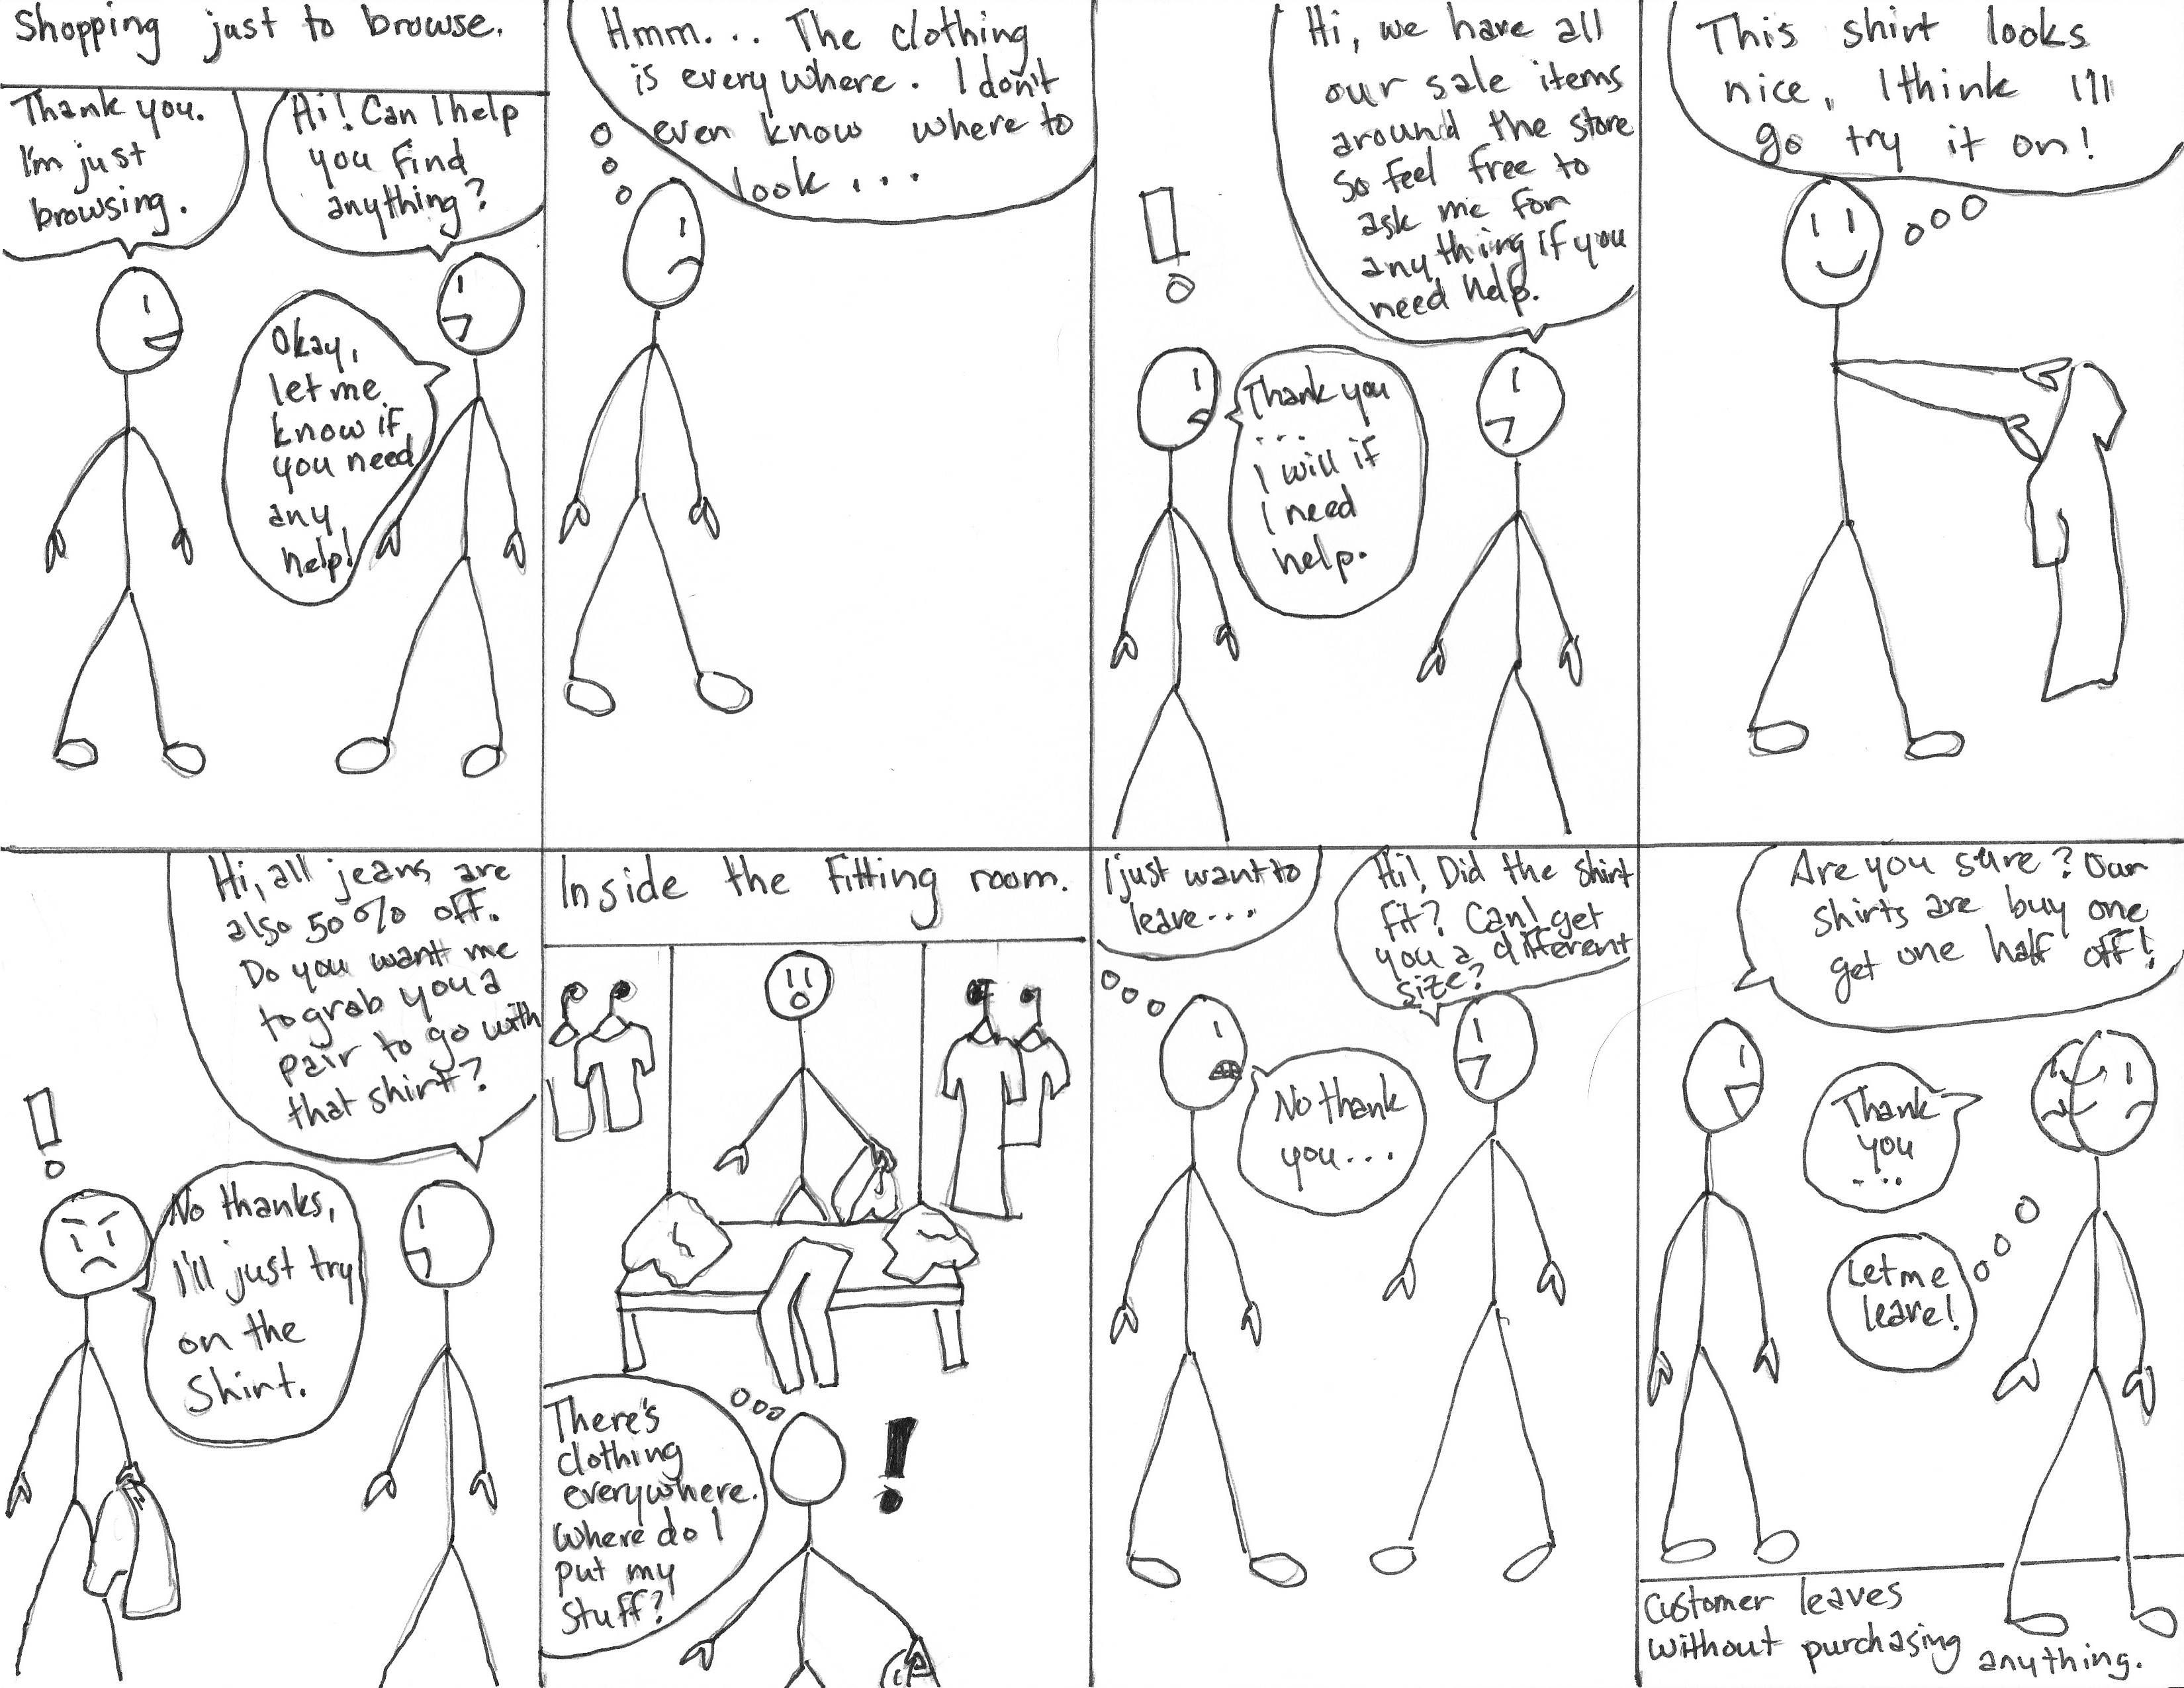 Shopping just to browse.
Hi! Can I help
you find
anything?
Thank you.
I'm just
browsing.
Okay,
let me
know if
you need
any
help!
Hmm... The clothing
is everywhere. I don't
even know where to
look...
Hi, we have all
our sale items
around the store
so feel free to
ask me for
anything if you
need help.
Thank you
...
I will if
I need
help.
This shirt looks
nice, I think I'll
go try it on!
Hi, all jeans are
also 50% off.
Do you want me
to grab you a
pair to go with
that shirt?
No thanks,
I'll just try
on the
shirt.
Inside the fitting room.
There's
clothing
everywhere.
Where do I
put my
stuff?
Hi! Did the shirt
fit? Can I get
you a different
size?
No thank
you...
I just want to
leave...
Are you sure? Our
shirts are buy one
get one half off!
Thank
you
...
Let me
leave!
Customer leaves
without purchasing anything.